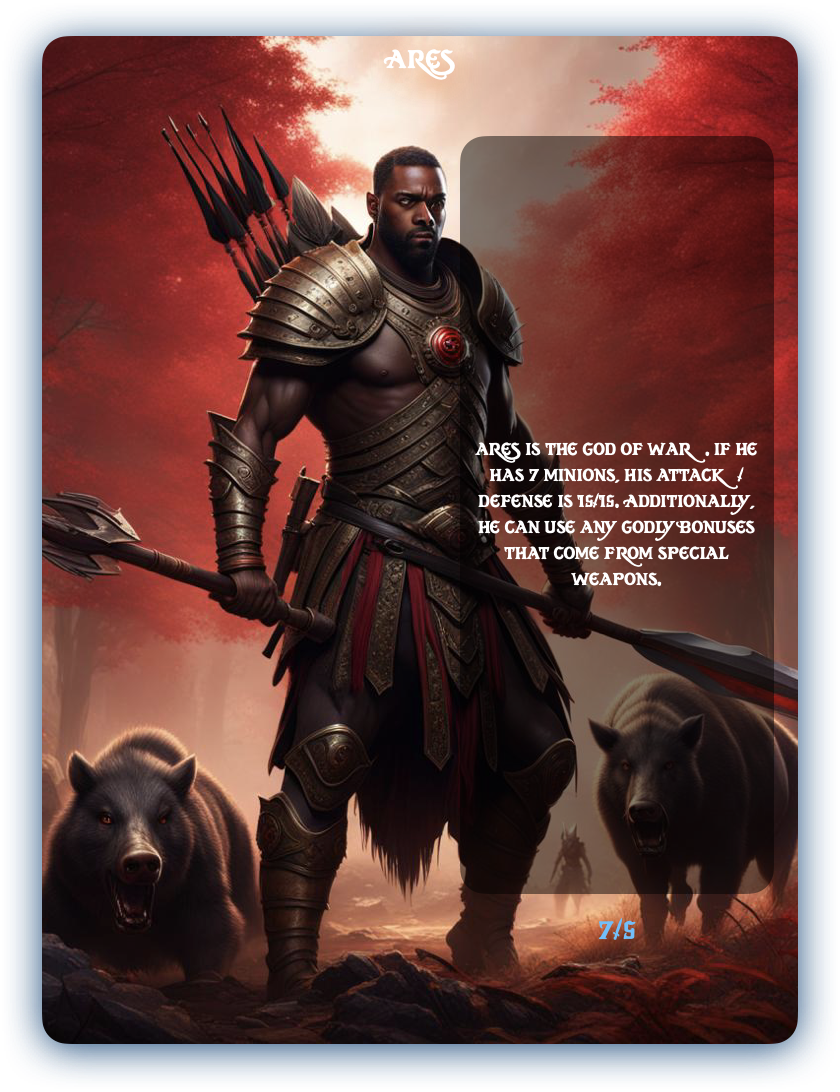 ARES
ARES IS THE GOD OF WAR . IF HE
HAS 7 MINIONS, HIS ATTACK /
DEFENSE IS 15/15. ADDITIONALLY,
HE CAN USE ANY GODLY BONUSES
THAT COME FROM SPECIAL
WEAPONS.
7/5